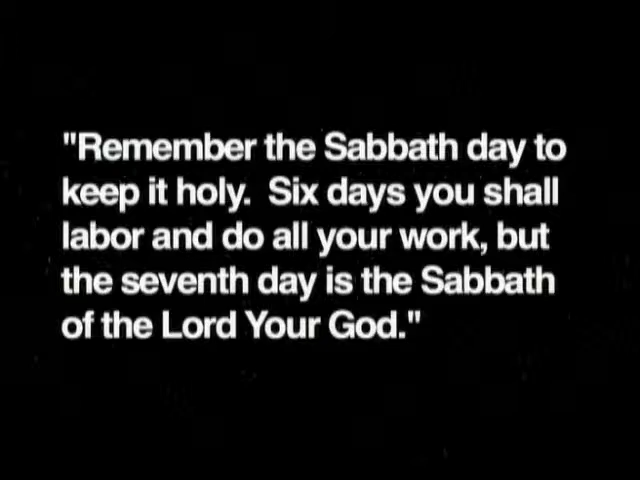 "Remember the Sabbath day to
keep it holy.  Six days you shall
labor and do all your work, but
the seventh day is the Sabbath
of the Lord Your God."